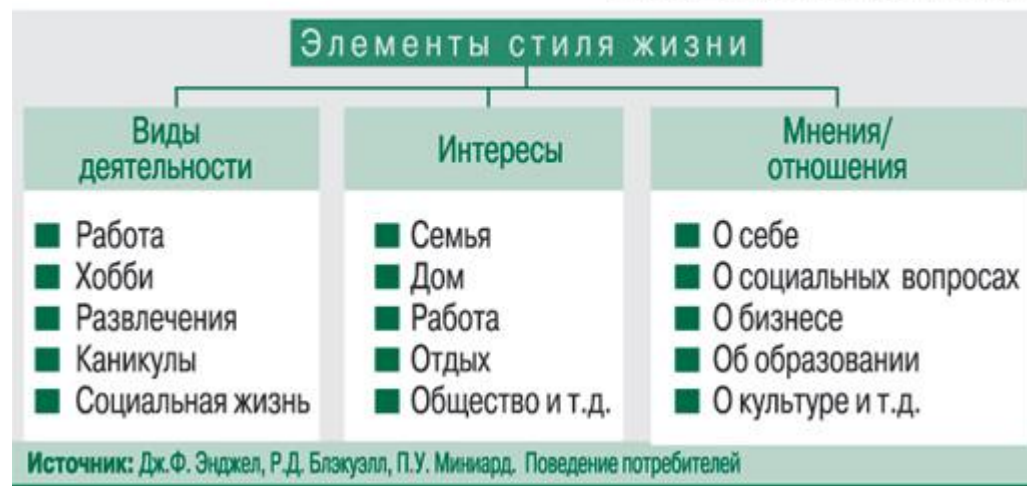 Элементы стиля жизни
Виды
деятельности
Работа
Хобби
Развлечения
Каникулы
Социальная жизнь
Интересы
Семья
Дом
Работа
Отдых
Общество и т.д.
Мнения/
отношения
О себе
О социальных вопросах
О бизнесе
Об образовании
О культуре и т.д.
Источник: Дж.Ф. Энджел, Р.Д. Блэкуэлл, П.У. Миниард. Поведение потребителей